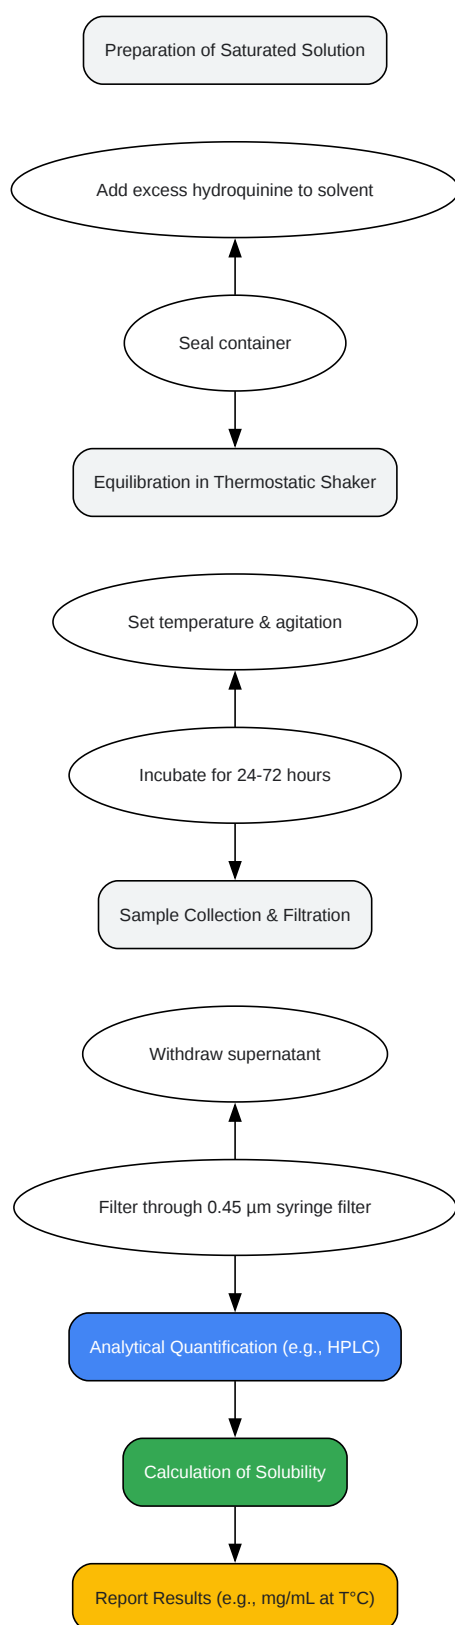 Preparation of Saturated Solution
Add excess hydroquinine to solvent
Seal container
Equilibration in Thermostatic Shaker
Set temperature & agitation
Incubate for 24-72 hours
Sample Collection & Filtration
Withdraw supernatant
Filter through 0.45 µm syringe filter
Analytical Quantification (e.g., HPLC)
Calculation of Solubility
Report Results (e.g., mg/mL at T°C)